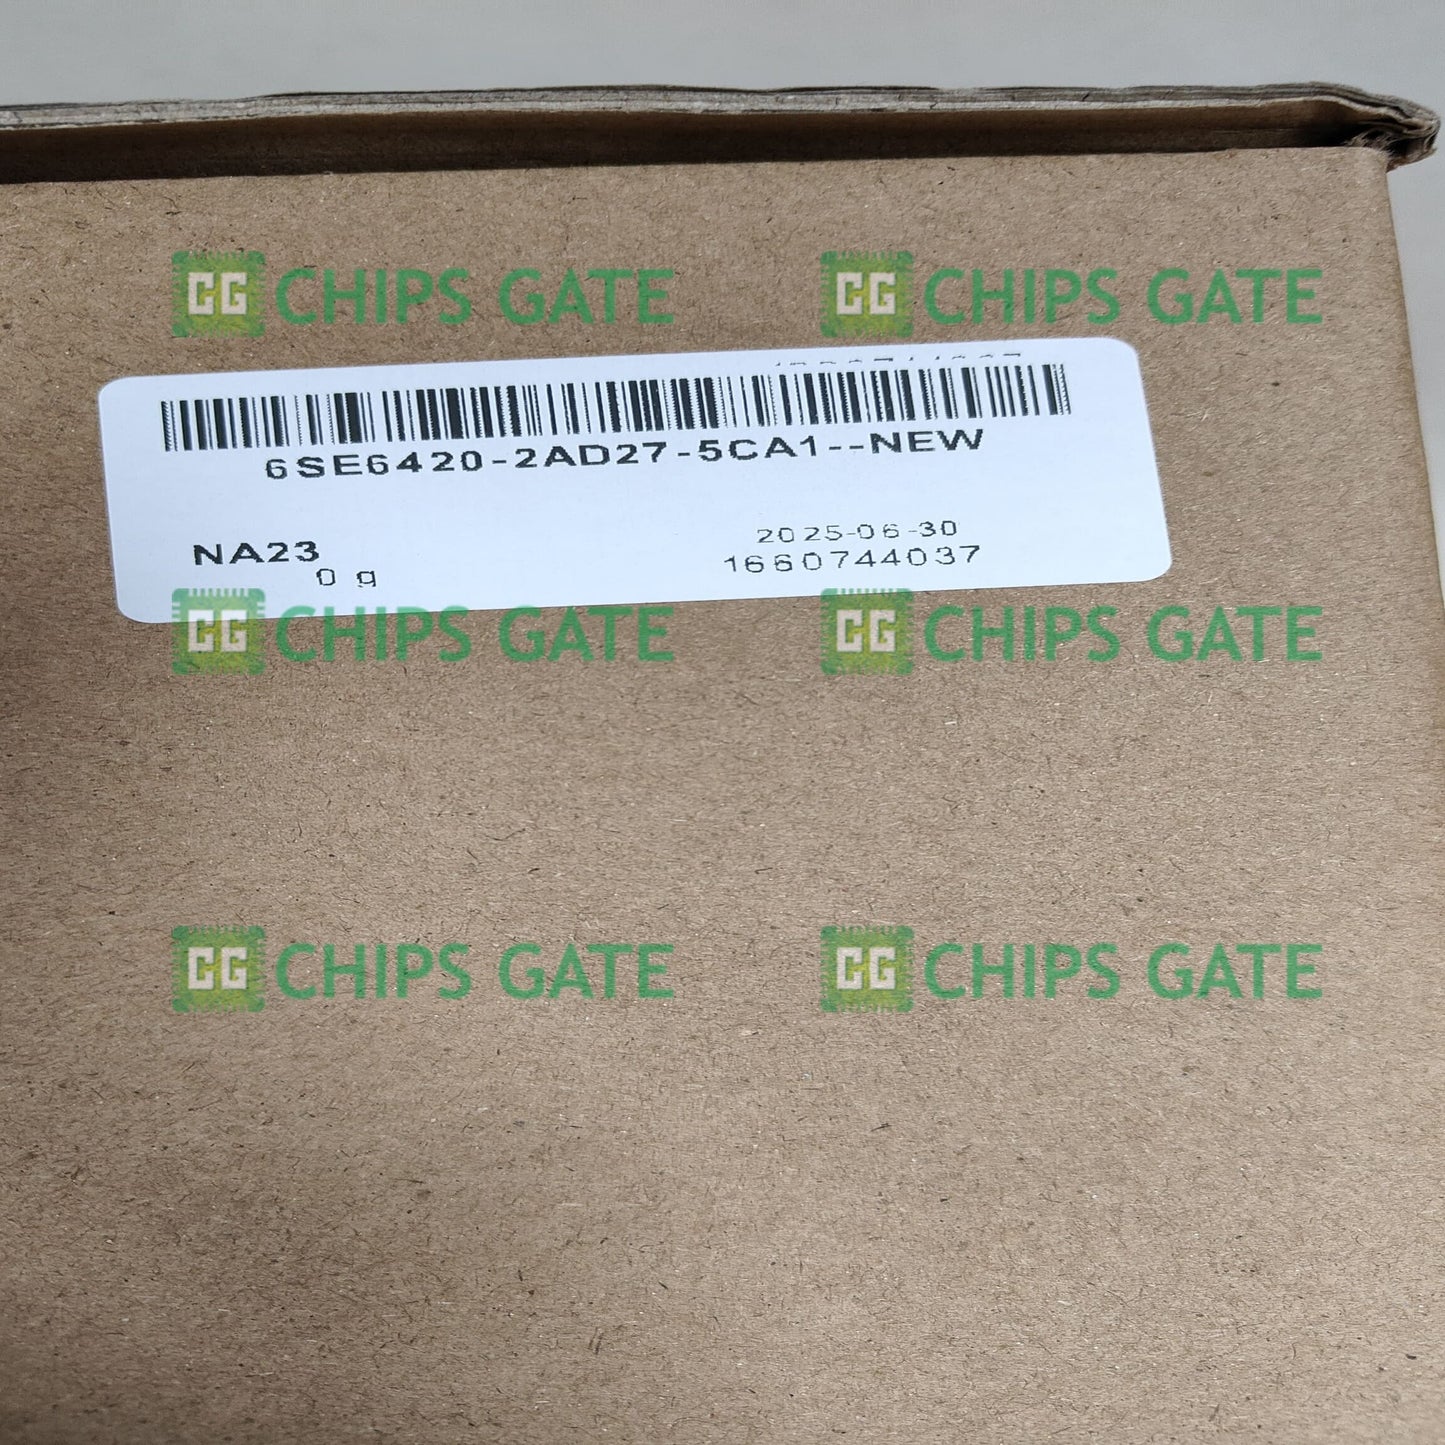 CG CHIPS GATE CG CHIPS GATE
6SE6420-2AD27-5CA1--NEW
2025-06-30
NA23
1660744037
0 g
CG CHIPS GATE CG CHIPS GATE
CG CHIPS GATE CG CHIPS GATE